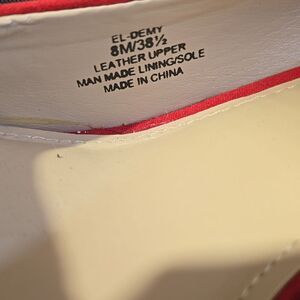 EL-DEMY
8M/38½
LEATHER UPPER
MAN MADE LINING/SOLE
MADE IN CHINA